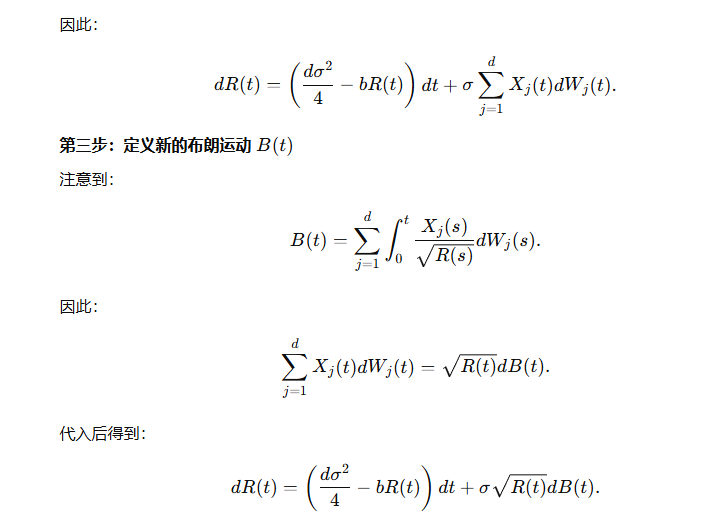 因此：
$$dR(t) = \left( \frac{d\sigma^2}{4} - bR(t) \right) dt + \sigma \sum_{j=1}^{d} X_j(t) dW_j(t).$$
第三步：定义新的布朗运动 $B(t)$
注意到：
$$B(t) = \sum_{j=1}^{d} \int_0^t \frac{X_j(s)}{\sqrt{R(s)}} dW_j(s).$$
因此：
$$\sum_{j=1}^{d} X_j(t) dW_j(t) = \sqrt{R(t)} dB(t).$$
代入后得到：
$$dR(t) = \left( \frac{d\sigma^2}{4} - bR(t) \right) dt + \sigma \sqrt{R(t)} dB(t).$$